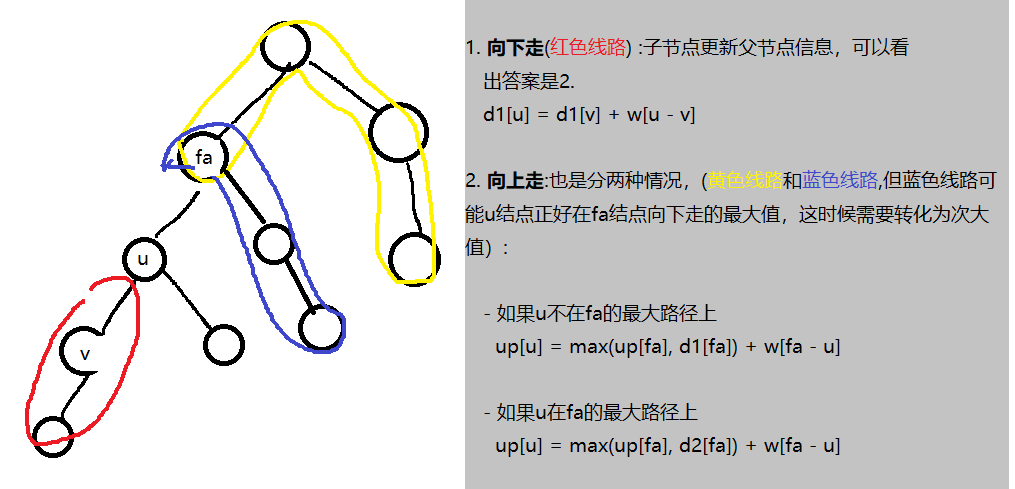 fa
u
v
1. 向下走(红色线路) :子节点更新父节点信息，可以看
出答案是2.
d1[u] = d1[v] + w[u - v]
2. 向上走:也是分两种情况，(黄色线路和蓝色线路,但蓝色线路可
能u结点正好在fa结点向下走的最大值，这时候需要转化为次大
值）:
- 如果u不在fa的最大路径上
up[u] = max(up[fa], d1[fa]) + w[fa - u]
- 如果u在fa的最大路径上
up[u] = max(up[fa], d2[fa]) + w[fa - u]